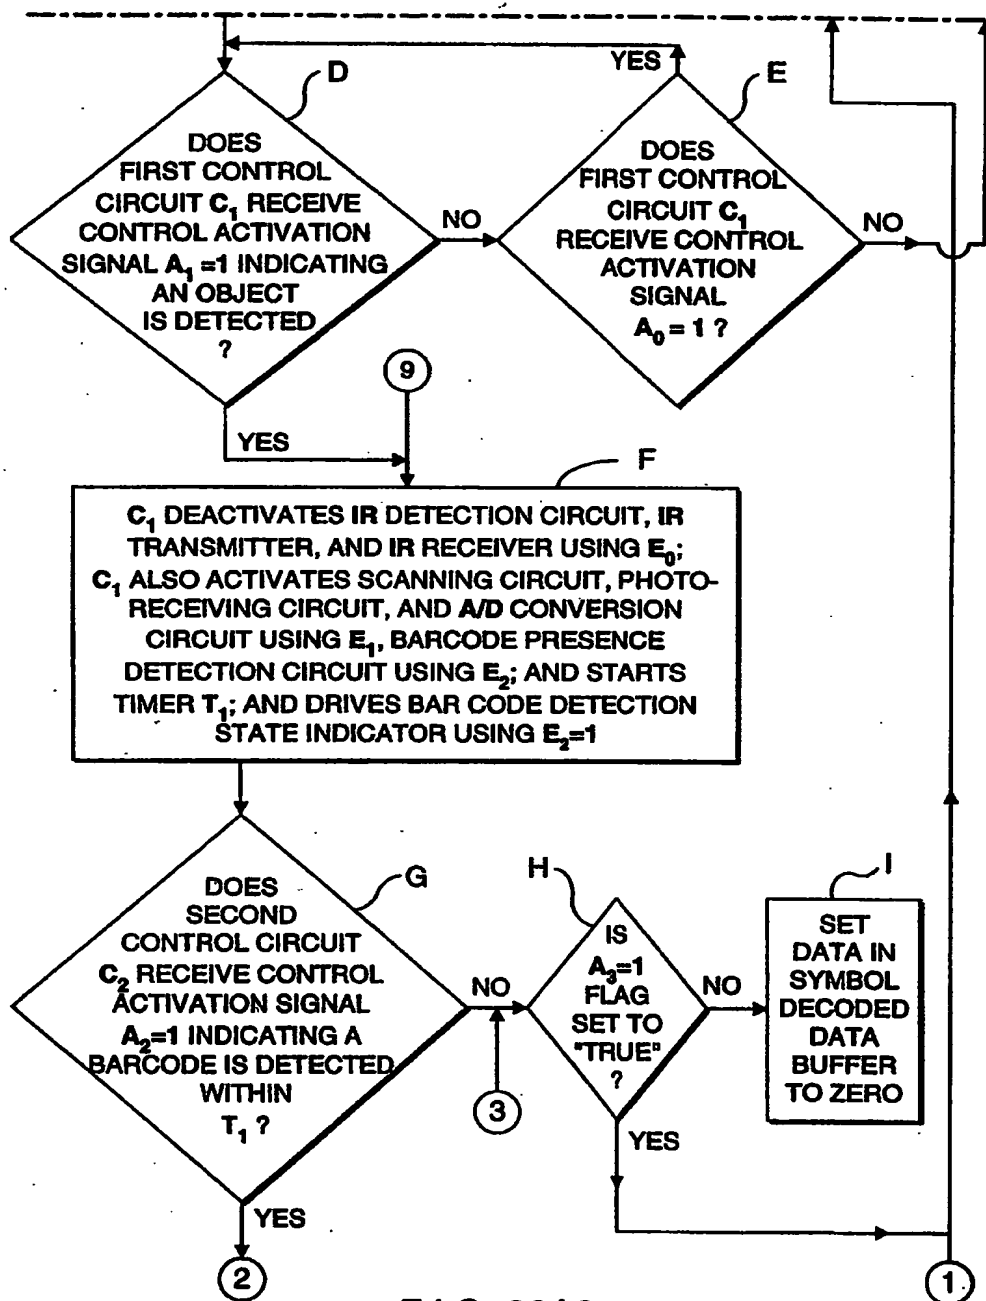 D
DOES
FIRST CONTROL
CIRCUIT C₁ RECEIVE
CONTROL ACTIVATION
SIGNAL A₁ =1 INDICATING
AN OBJECT
IS DETECTED
?
NO
YES
YES
E
DOES
FIRST CONTROL
CIRCUIT C₁
RECEIVE CONTROL
ACTIVATION
SIGNAL
A₀ = 1 ?
NO
9
F
C₁ DEACTIVATES IR DETECTION CIRCUIT, IR
TRANSMITTER, AND IR RECEIVER USING E₀;
C₁ ALSO ACTIVATES SCANNING CIRCUIT, PHOTO-
RECEIVING CIRCUIT, AND A/D CONVERSION
CIRCUIT USING E₁, BARCODE PRESENCE
DETECTION CIRCUIT USING E₂; AND STARTS
TIMER T₁; AND DRIVES BAR CODE DETECTION
STATE INDICATOR USING E₂=1
G
DOES
SECOND
CONTROL CIRCUIT
C₂ RECEIVE CONTROL
ACTIVATION SIGNAL
A₂=1 INDICATING A
BARCODE IS DETECTED
WITHIN
T₁ ?
NO
YES
2
3
H
IS
A₃=1
FLAG
SET TO
"TRUE"
?
NO
YES
I
SET
DATA IN
SYMBOL
DECODED
DATA
BUFFER
TO ZERO
1